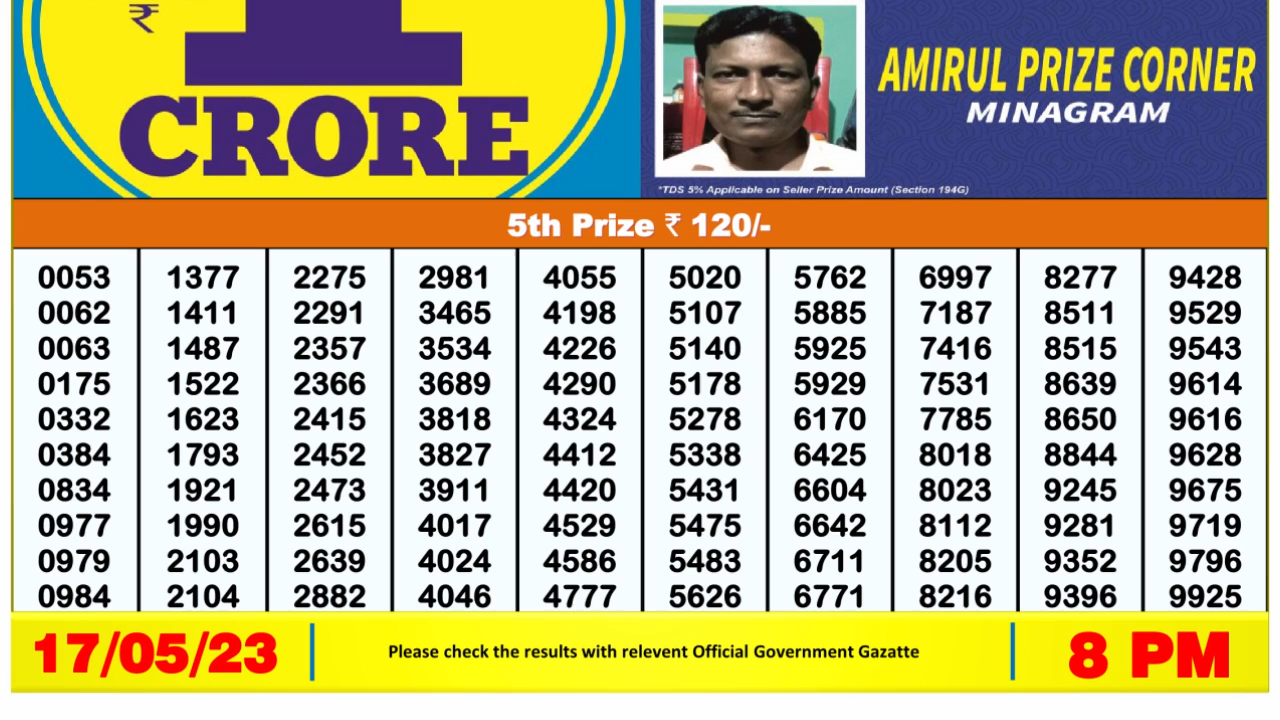 ₹
1
CRORE
AMIRUL PRIZE CORNER
MINAGRAM
*TDS 5% Applicable on Seller Prize Amount (Section 194G)
5th Prize ₹ 120/-
0053 1377 2275 2981 4055 5020 5762 6997 8277 9428
0062 1411 2291 3465 4198 5107 5885 7187 8511 9529
0063 1487 2357 3534 4226 5140 5925 7416 8515 9543
0175 1522 2366 3689 4290 5178 5929 7531 8639 9614
0332 1623 2415 3818 4324 5278 6170 7785 8650 9616
0384 1793 2452 3827 4412 5338 6425 8018 8844 9628
0834 1921 2473 3911 4420 5431 6604 8023 9245 9675
0977 1990 2615 4017 4529 5475 6642 8112 9281 9719
0979 2103 2639 4024 4586 5483 6711 8205 9352 9796
0984 2104 2882 4046 4777 5626 6771 8216 9396 9925
17/05/23
Please check the results with relevent Official Government Gazatte
8 PM